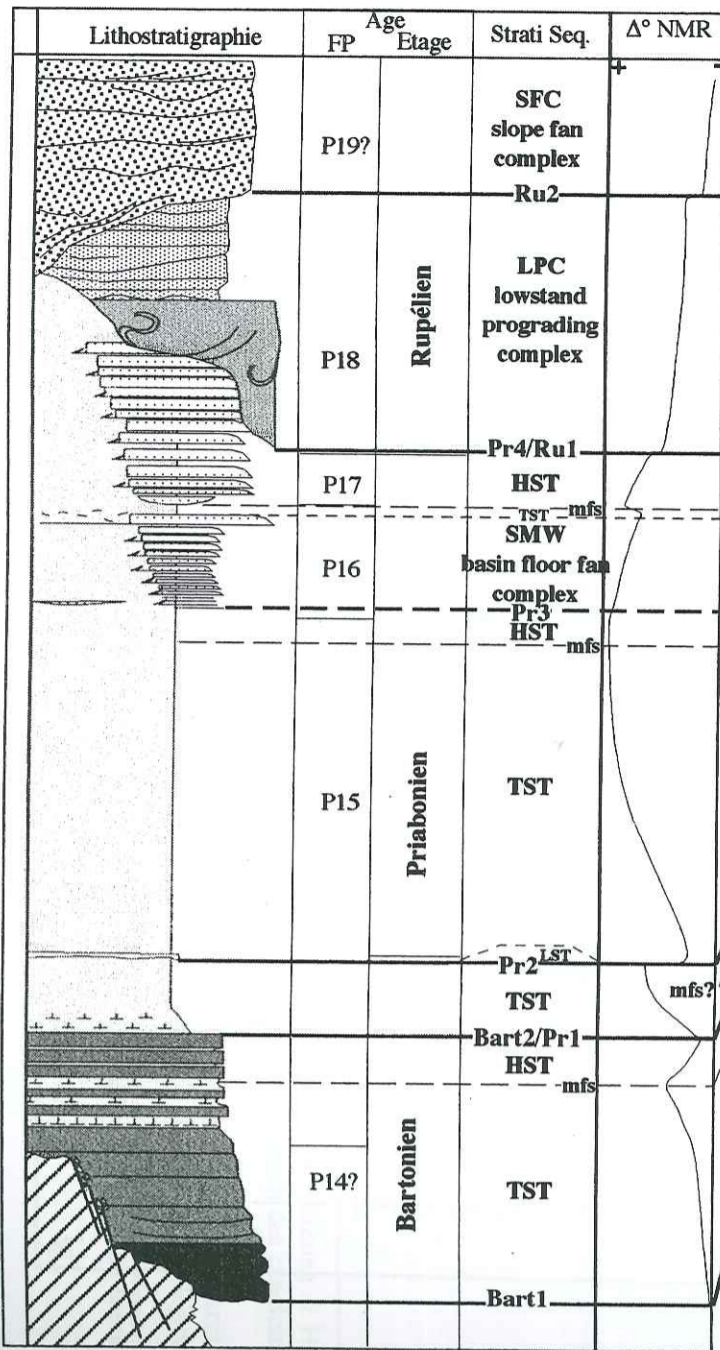 Lithostratigraphie
Age
FP
Etage
Strati Seq.
Δ° NMR
+
-
SFC
slope fan
complex
P19?
Ru2
LPC
lowstand
prograding
complex
P18
Rupélien
Pr4/Ru1
P17
HST
mfs
TST
SMW
basin floor fan
complex
P16
Pr3
HST
mfs
P15
Priabonien
TST
Pr2
LST
TST
mfs?
Bart2/Pr1
HST
mfs
P14?
Bartonien
TST
Bart1